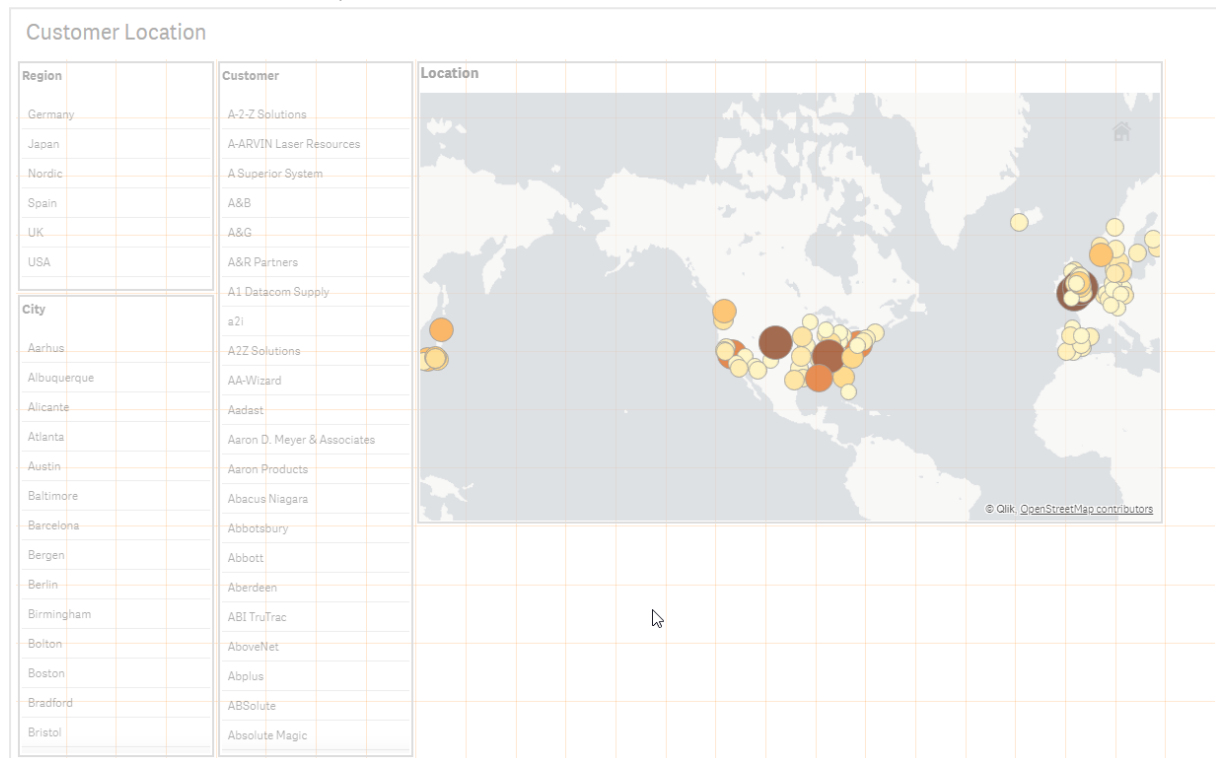 Customer Location
Region
Germany
Japan
Nordic
Spain
UK
USA
City
Aarhus
Albuquerque
Alicante
Atlanta
Austin
Baltimore
Barcelona
Bergen
Berlin
Birmingham
Bolton
Boston
Bradford
Bristol
Customer
A-2-Z Solutions
A-ARVIN Laser Resources
A Superior System
A&B
A&G
A&R Partners
A1 Datacom Supply
a2i
A2Z Solutions
AA-Wizard
Aadast
Aaron D. Meyer & Associates
Aaron Products
Abacus Niagara
Abbotsbury
Abbott
Aberdeen
ABI TruTrac
AboveNet
Abplus
ABSolute
Absolute Magic
Location
© Qlik, OpenStreetMap contributors